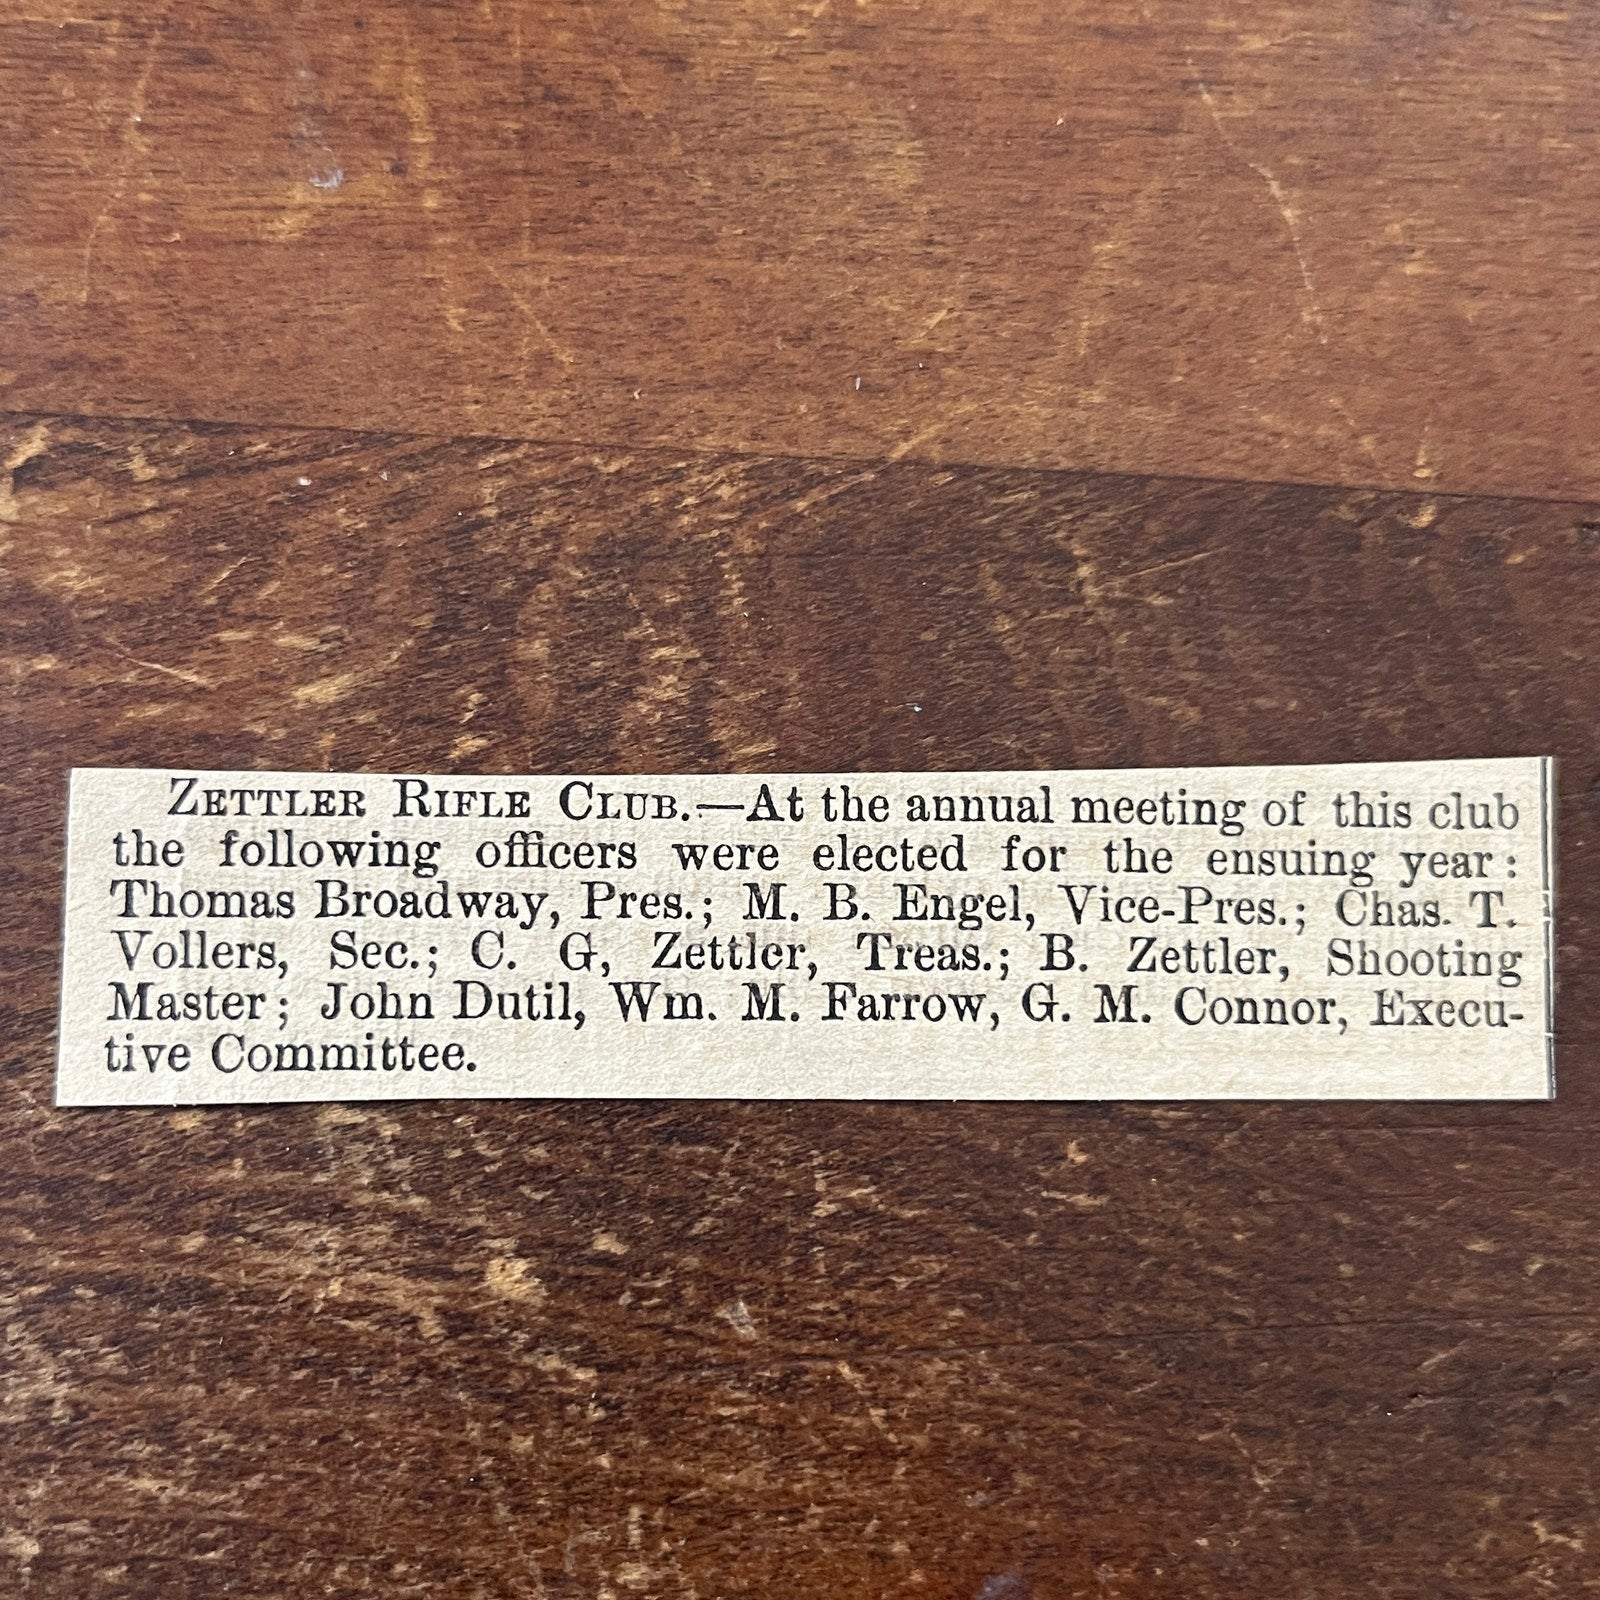 ZETTLER RIFLE CLUB.—At the annual meeting of this club
the following officers were elected for the ensuing year:
Thomas Broadway, Pres.; M. B. Engel, Vice-Pres.; Chas. T.
Vollers, Sec.; C. G, Zettler, Treas.; B. Zettler, Shooting
Master; John Dutil, Wm. M. Farrow, G. M. Connor, Execu-
tive Committee.